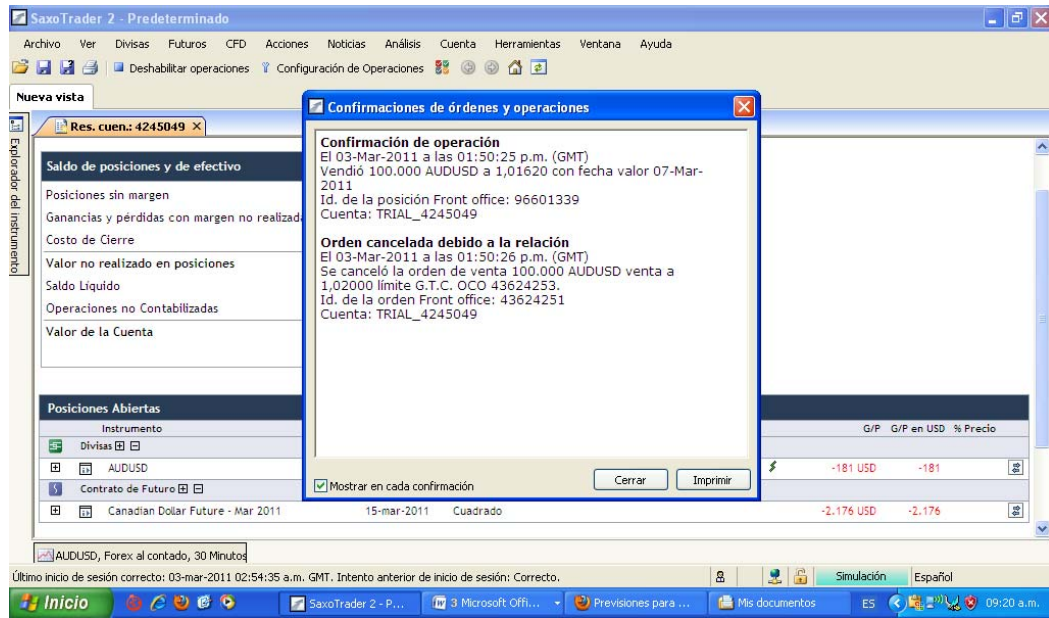 SaxoTrader 2 - Predeterminado
Archivo Ver Divisas Futuros CFD Acciones Noticias Análisis Cuenta Herramientas Ventana Ayuda
Deshabilitar operaciones Configuración de Operaciones
Nueva vista
Explorador del instrumento
Res. cuen.: 4245049
Saldo de posiciones y de efectivo
Posiciones sin margen
Ganancias y pérdidas con margen no realizad
Costo de Cierre
Valor no realizado en posiciones
Saldo Líquido
Operaciones no Contabilizadas
Valor de la Cuenta
Confirmaciones de órdenes y operaciones
Confirmación de operación
El 03-Mar-2011 a las 01:50:25 p.m. (GMT)
Vendió 100.000 AUDUSD a 1,01620 con fecha valor 07-Mar-
2011
Id. de la posición Front office: 96601339
Cuenta: TRIAL_4245049
Orden cancelada debido a la relación
El 03-Mar-2011 a las 01:50:26 p.m. (GMT)
Se canceló la orden de venta 100.000 AUDUSD venta a
1,02000 límite G.T.C. OCO 43624253.
Id. de la orden Front office: 43624251
Cuenta: TRIAL_4245049
Mostrar en cada confirmación
Cerrar
Imprimir
Posiciones Abiertas
Instrumento G/P G/P en USD % Precio
Divisas
AUDUSD -181 USD -181
Contrato de Futuro
Canadian Dollar Future - Mar 2011 15-mar-2011 Cuadrado -2.176 USD -2.176
AUDUSD, Forex al contado, 30 Minutos
Último inicio de sesión correcto: 03-mar-2011 02:54:35 a.m. GMT. Intento anterior de inicio de sesión: Correcto. Simulación Español
Inicio SaxoTrader 2 - P... 3 Microsoft Offi... Previsiones para ... Mis documentos ES 09:20 a.m.